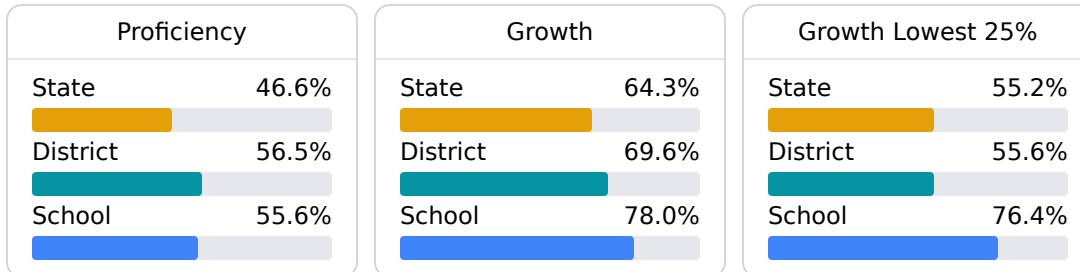 Proficiency
State 46.6%
District 56.5%
School 55.6%
Growth
State 64.3%
District 69.6%
School 78.0%
Growth Lowest 25%
State 55.2%
District 55.6%
School 76.4%